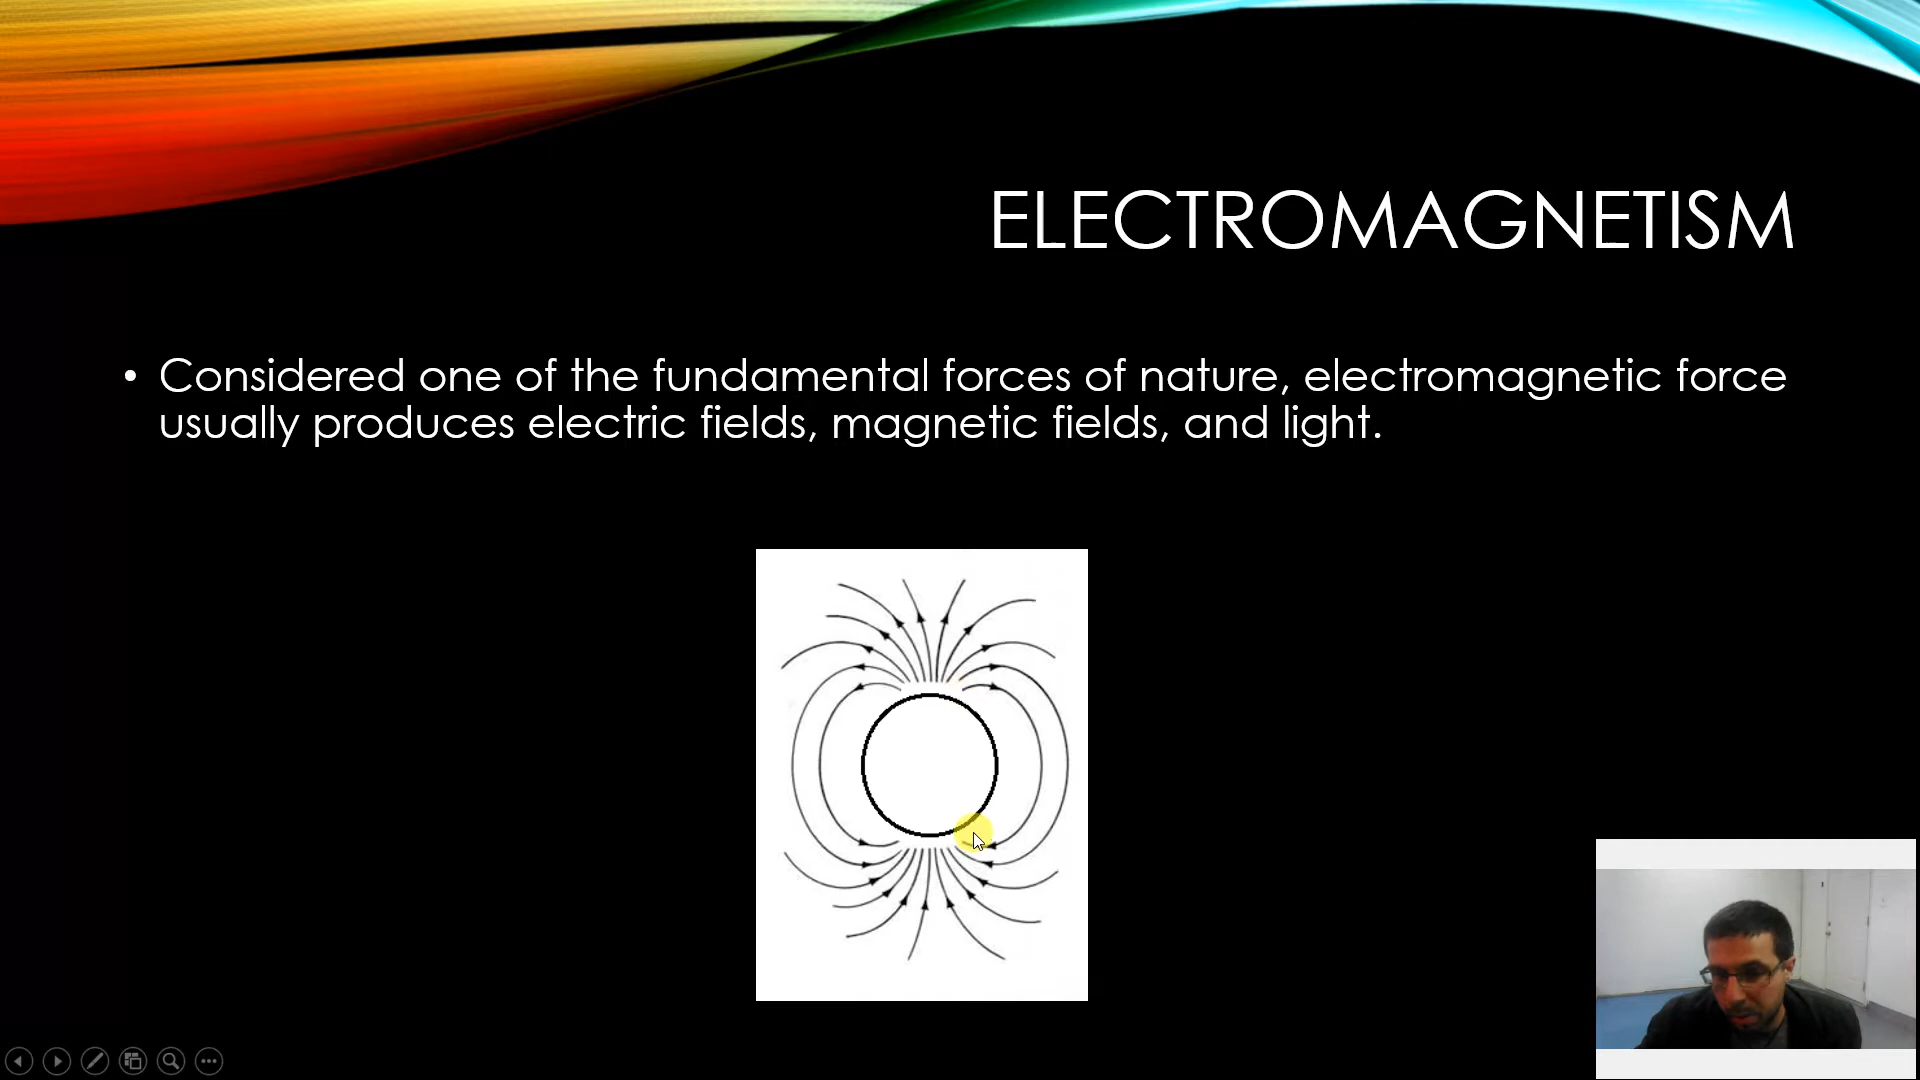 ELECTROMAGNETISM
• Considered one of the fundamental forces of nature, electromagnetic force
usually produces electric fields, magnetic fields, and light.